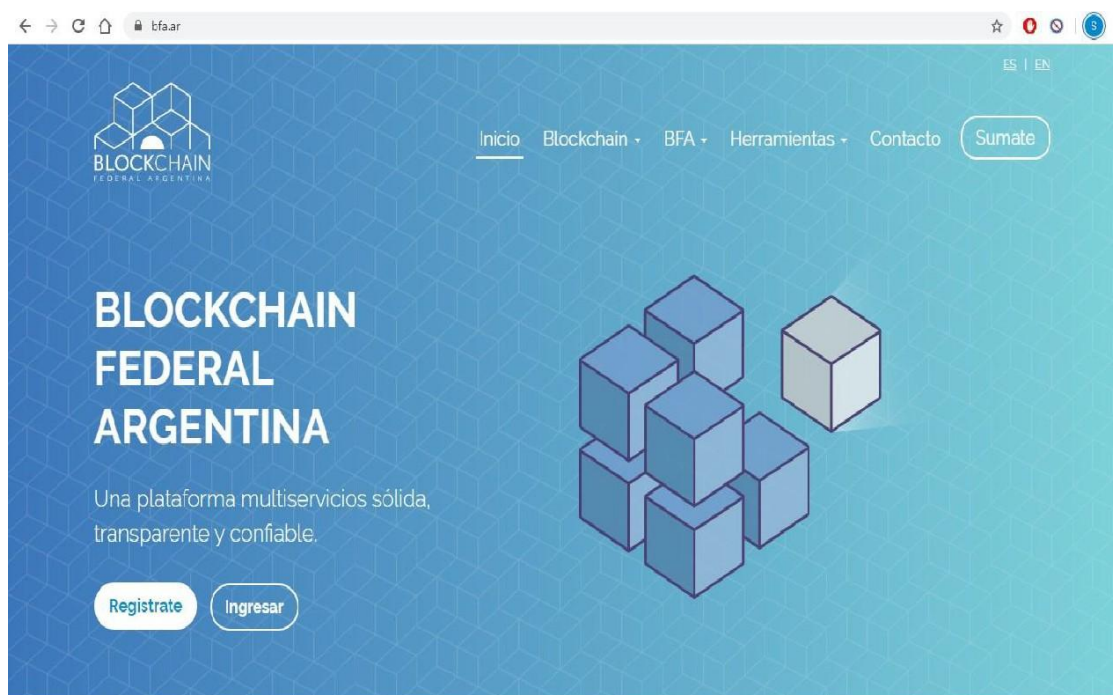 bfa.ar
S
ES | EN
BLOCKCHAIN
FEDERAL ARGENTINA
Inicio Blockchain BFA Herramientas Contacto Sumate
BLOCKCHAIN
FEDERAL
ARGENTINA
Una plataforma multiservicios sólida,
transparente y confiable.
Registrate Ingresar